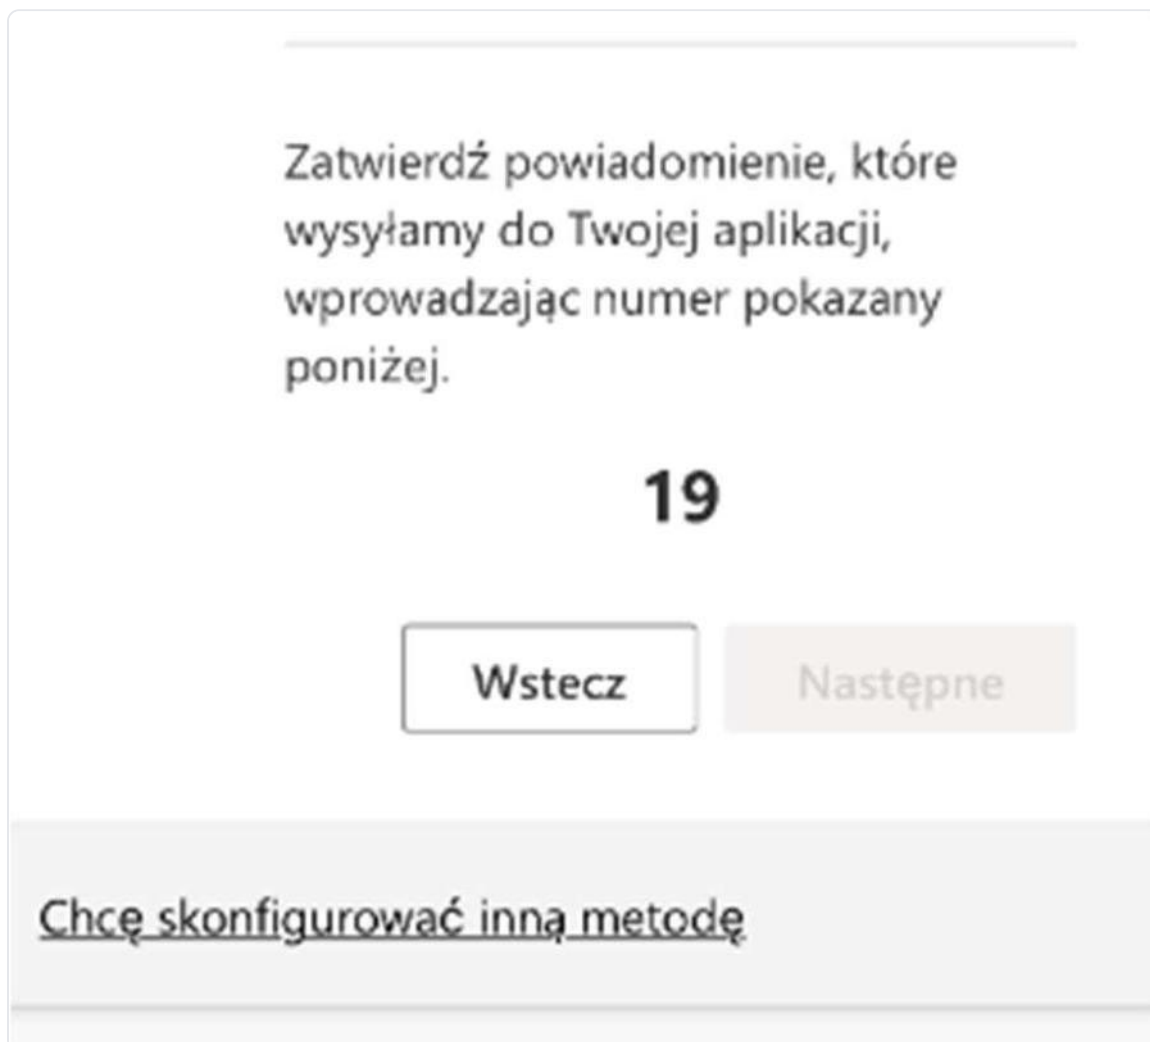 Zatwierdź powiadomienie, które
wysyłamy do Twojej aplikacji,
wprowadzając numer pokazany
poniżej.
19
Wstecz Następne
Chcę skonfigurować inną metodę